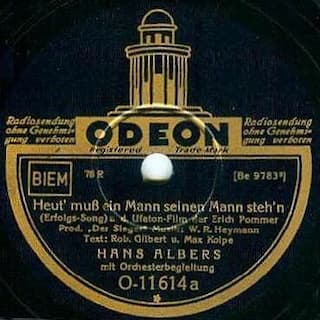 Radiosendung
ohne Genehmi-
gung verboten
Radiosendung
ohne Genehmi-
gung verboten
ODEON
Registered Trade-Mark
BIEM
78 R
[Be 9783³]
Heut' muß ein Mann seinen Mann steh'n
(Erfolgs-Song) a. d. Ufaton-Film der Erich Pommer
Prod. „Der Sieger" Musik: W. R. Heymann
Text: Rob. Gilbert u. Max Kolpe
HANS ALBERS
mit Orchesterbegleitung
O-11614a